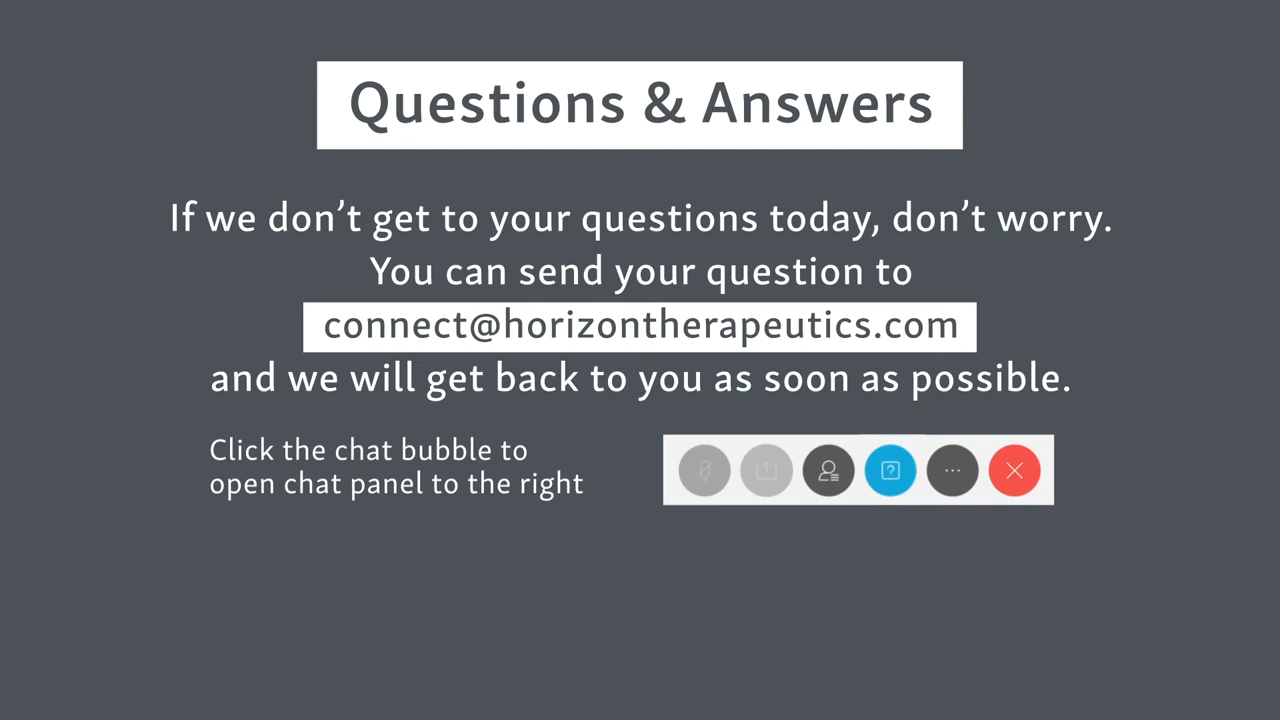 Questions & Answers
If we don’t get to your questions today, don’t worry.
You can send your question to
connect@horizontherapeutics.com
and we will get back to you as soon as possible.
Click the chat bubble to
open chat panel to the right